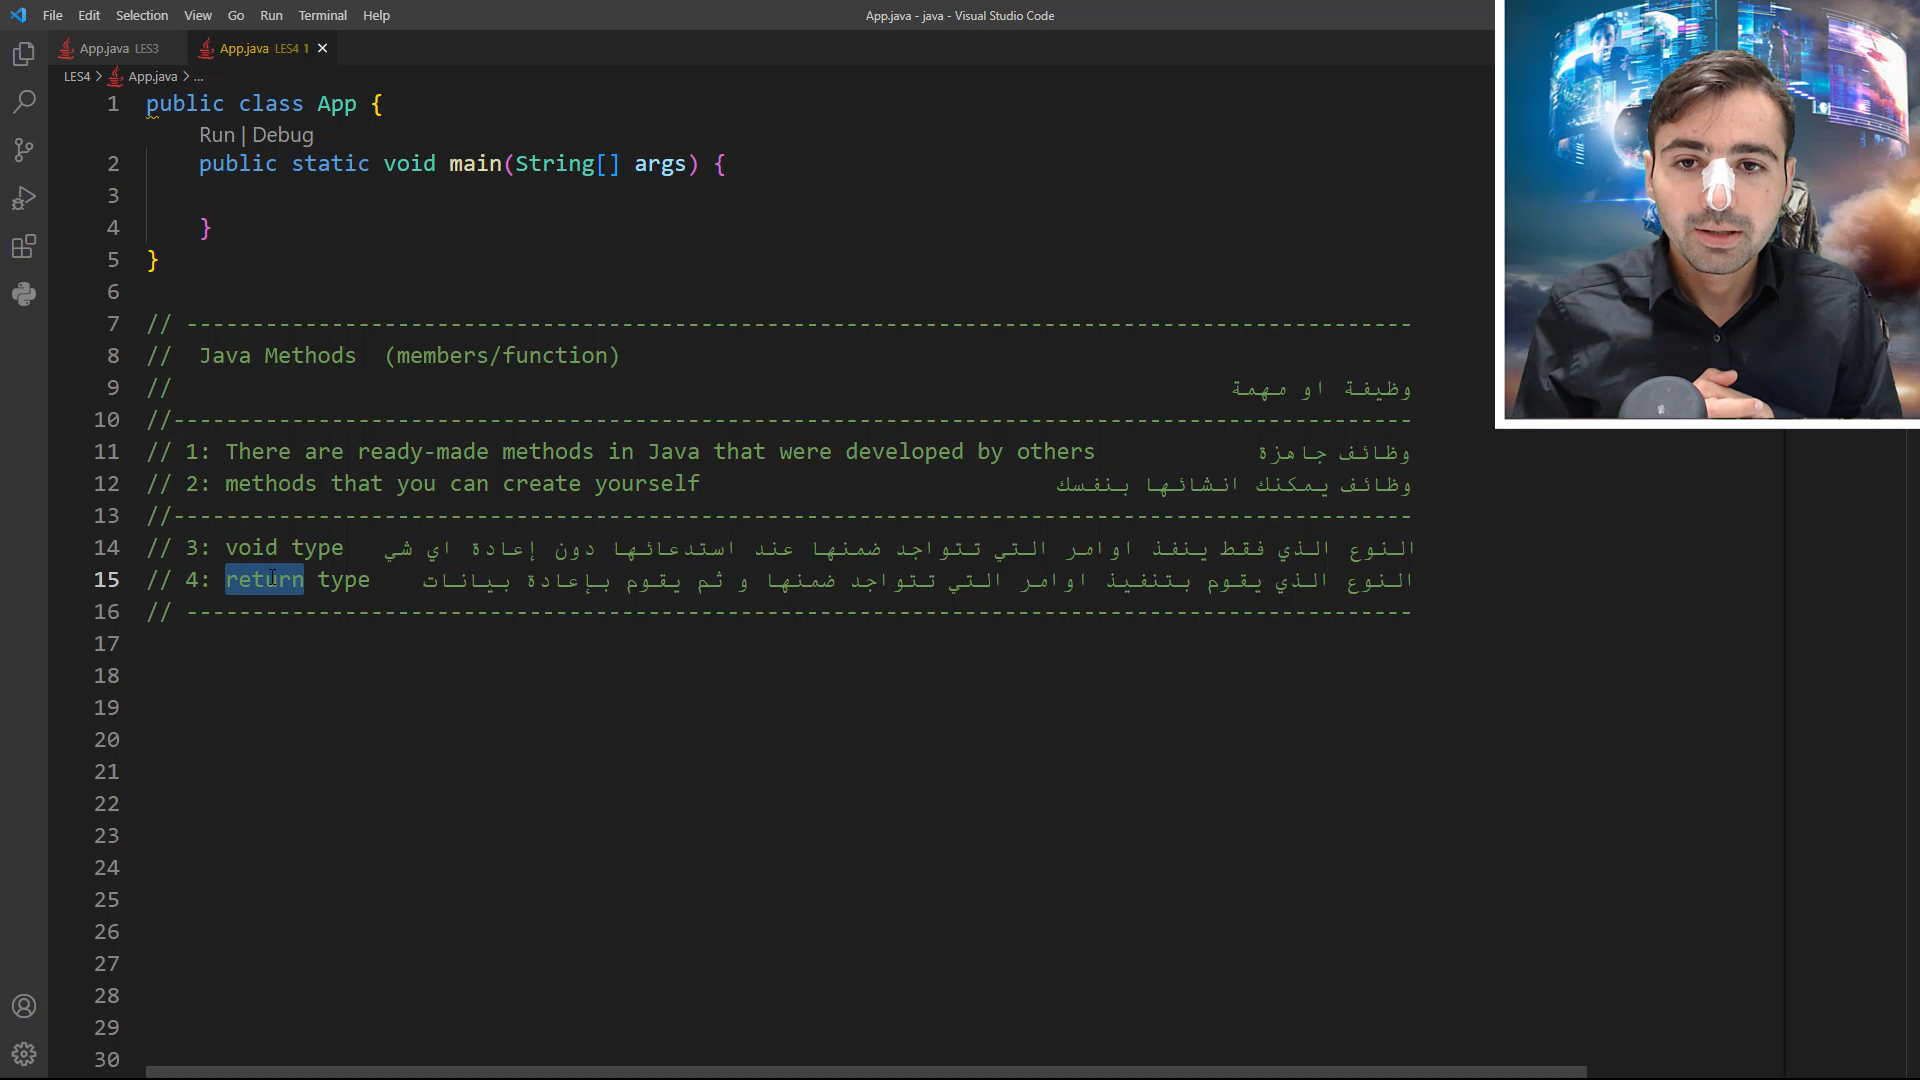 File Edit Selection View Go Run Terminal Help
App.java - java - Visual Studio Code
App.java LES3
App.java LES4 1
LES4 > App.java > ...
1 public class App {
Run | Debug
2 public static void main(String[] args) {
3
4 }
5 }
6
7 // ---------------------------------------------------------------------------------------------
8 // Java Methods (members/function)
9 // وظيفة او مهمة
10 //----------------------------------------------------------------------------------------------
11 // 1: There are ready-made methods in Java that were developed by others وظائف جاهزة
12 // 2: methods that you can create yourself وظائف يمكنك انشائها بنفسك
13 //----------------------------------------------------------------------------------------------
14 // 3: void type النوع الذي فقط ينفذ اوامر التي تتواجد ضمنها عند استدعائها دون إعادة اي شي
15 // 4: return type النوع الذي يقوم بتنفيذ اوامر التي تتواجد ضمنها و ثم يقوم بإعادة بيانات
16 // ---------------------------------------------------------------------------------------------
17
18
19
20
21
22
23
24
25
26
27
28
29
30